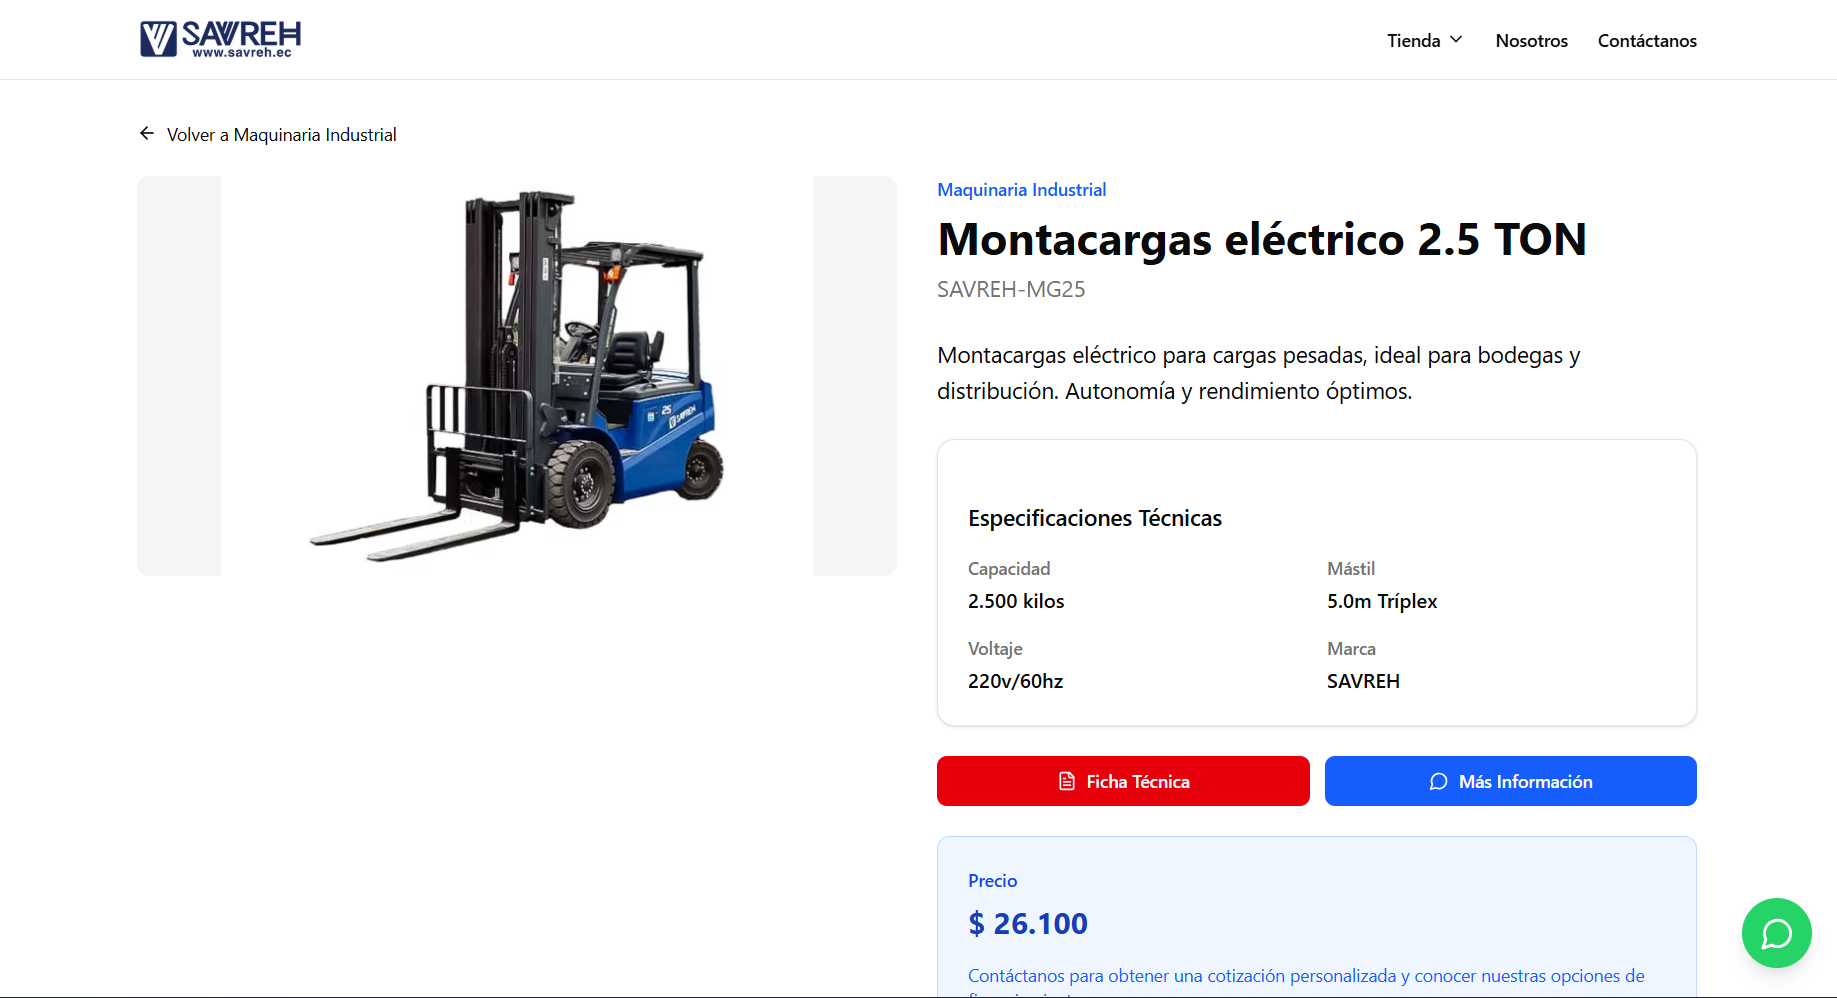 SAVREH
www.savreh.ec
Tienda
Nosotros
Contáctanos
Volver a Maquinaria Industrial
25
SAVREH
Maquinaria Industrial
Montacargas eléctrico 2.5 TON
SAVREH-MG25
Montacargas eléctrico para cargas pesadas, ideal para bodegas y
distribución. Autonomía y rendimiento óptimos.
Especificaciones Técnicas
Capacidad
2.500 kilos
Mástil
5.0m Tríplex
Voltaje
220v/60hz
Marca
SAVREH
Ficha Técnica
Más Información
Precio
$ 26.100
Contáctanos para obtener una cotización personalizada y conocer nuestras opciones de